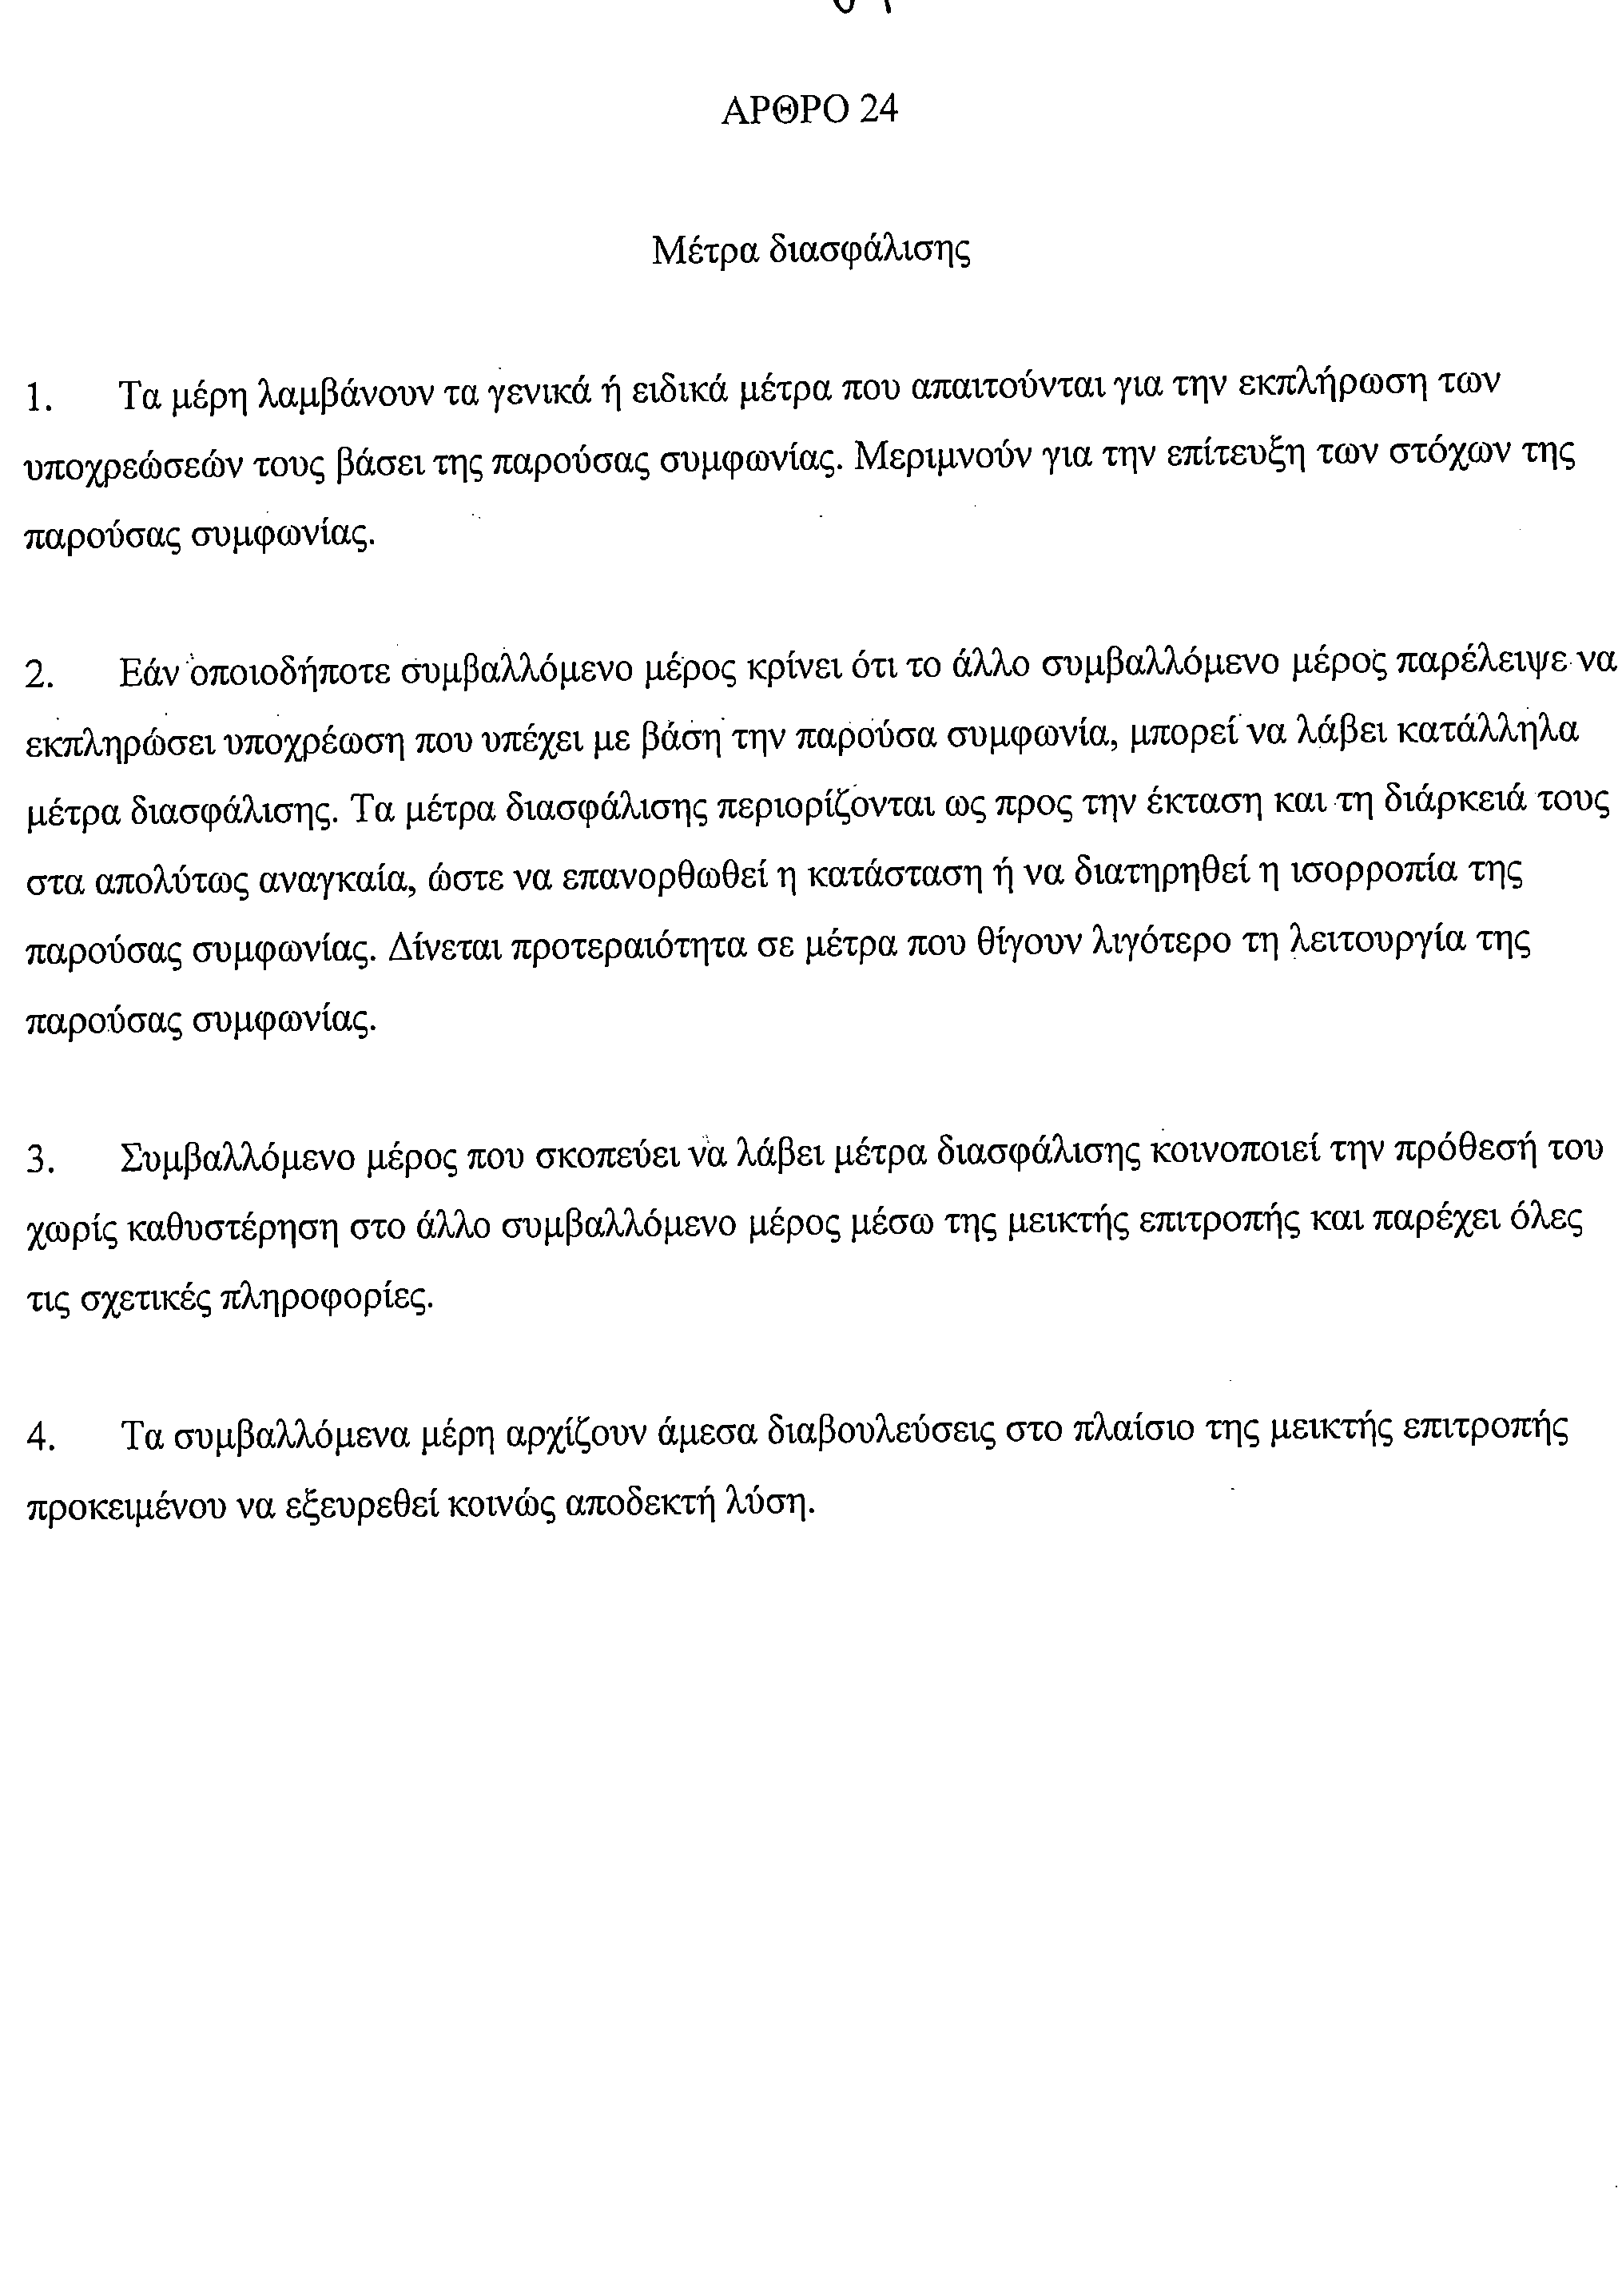 ΑΡΘΡΟ 24
Μέτρα διασφάλισης
1. Τα μέρη λαμβάνουν τα γενικά ή ειδικά μέτρα που απαιτούνται για την εκπλήρωση των
υποχρεώσεών τους βάσει της παρούσας συμφωνίας. Μεριμνούν για την επίτευξη των στόχων της
παρούσας συμφωνίας.
2. Εάν οποιοδήποτε συμβαλλόμενο μέρος κρίνει ότι το άλλο συμβαλλόμενο μέρος παρέλειψε να
εκπληρώσει υποχρέωση που υπέχει με βάση την παρούσα συμφωνία, μπορεί να λάβει κατάλληλα
μέτρα διασφάλισης. Τα μέτρα διασφάλισης περιορίζονται ως προς την έκταση και τη διάρκειά τους
στα απολύτως αναγκαία, ώστε να επανορθωθεί η κατάσταση ή να διατηρηθεί η ισορροπία της
παρούσας συμφωνίας. Δίνεται προτεραιότητα σε μέτρα που θίγουν λιγότερο τη λειτουργία της
παρούσας συμφωνίας.
3. Συμβαλλόμενο μέρος που σκοπεύει να λάβει μέτρα διασφάλισης κοινοποιεί την πρόθεσή του
χωρίς καθυστέρηση στο άλλο συμβαλλόμενο μέρος μέσω της μεικτής επιτροπής και παρέχει όλες
τις σχετικές πληροφορίες.
4. Τα συμβαλλόμενα μέρη αρχίζουν άμεσα διαβουλεύσεις στο πλαίσιο της μεικτής επιτροπής
προκειμένου να εξευρεθεί κοινώς αποδεκτή λύση.